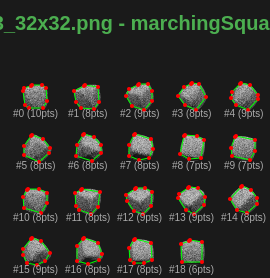 3_32x32.png - marchingSqua
#0 (10pts) #1 (8pts) #2 (9pts) #3 (8pts) #4 (9pts)
#5 (8pts) #6 (8pts) #7 (8pts) #8 (7pts) #9 (7pts)
#10 (8pts) #11 (8pts) #12 (9pts) #13 (9pts) #14 (8pts)
#15 (9pts) #16 (8pts) #17 (8pts) #18 (6pts)